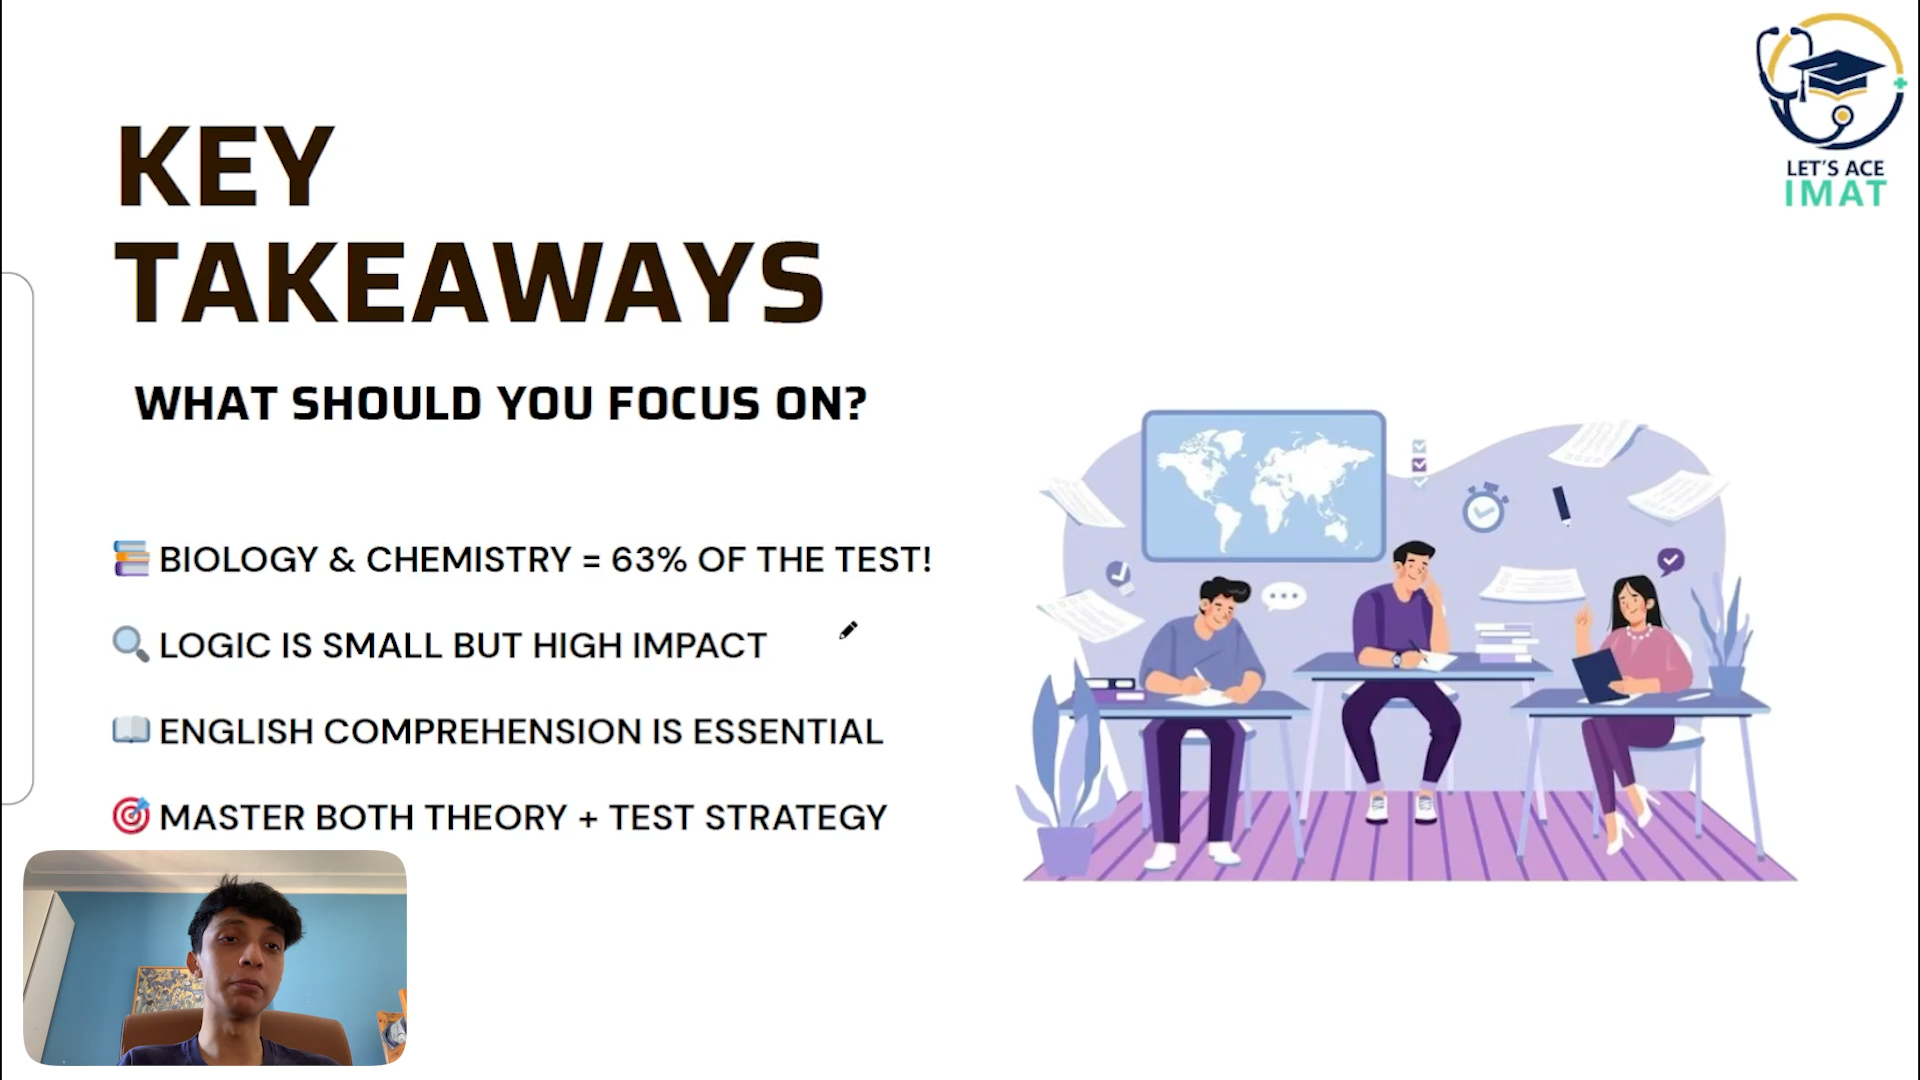 KEY
TAKEAWAYS
WHAT SHOULD YOU FOCUS ON?
BIOLOGY & CHEMISTRY = 63% OF THE TEST!
LOGIC IS SMALL BUT HIGH IMPACT
ENGLISH COMPREHENSION IS ESSENTIAL
MASTER BOTH THEORY + TEST STRATEGY
LET'S ACE
IMAT